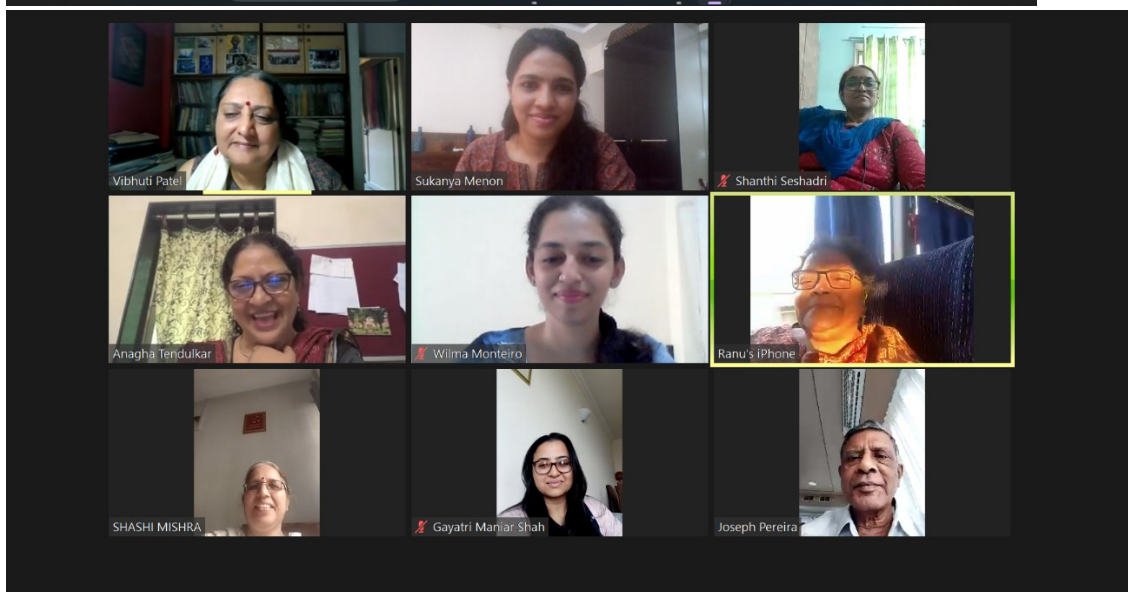 Vibhuti Patel
Sukanya Menon
Shanthi Seshadri
Anagha Tendulkar
Wilma Monteiro
Ranu's iPhone
SHASHI MISHRA
Gayatri Maniar Shah
Joseph Pereira